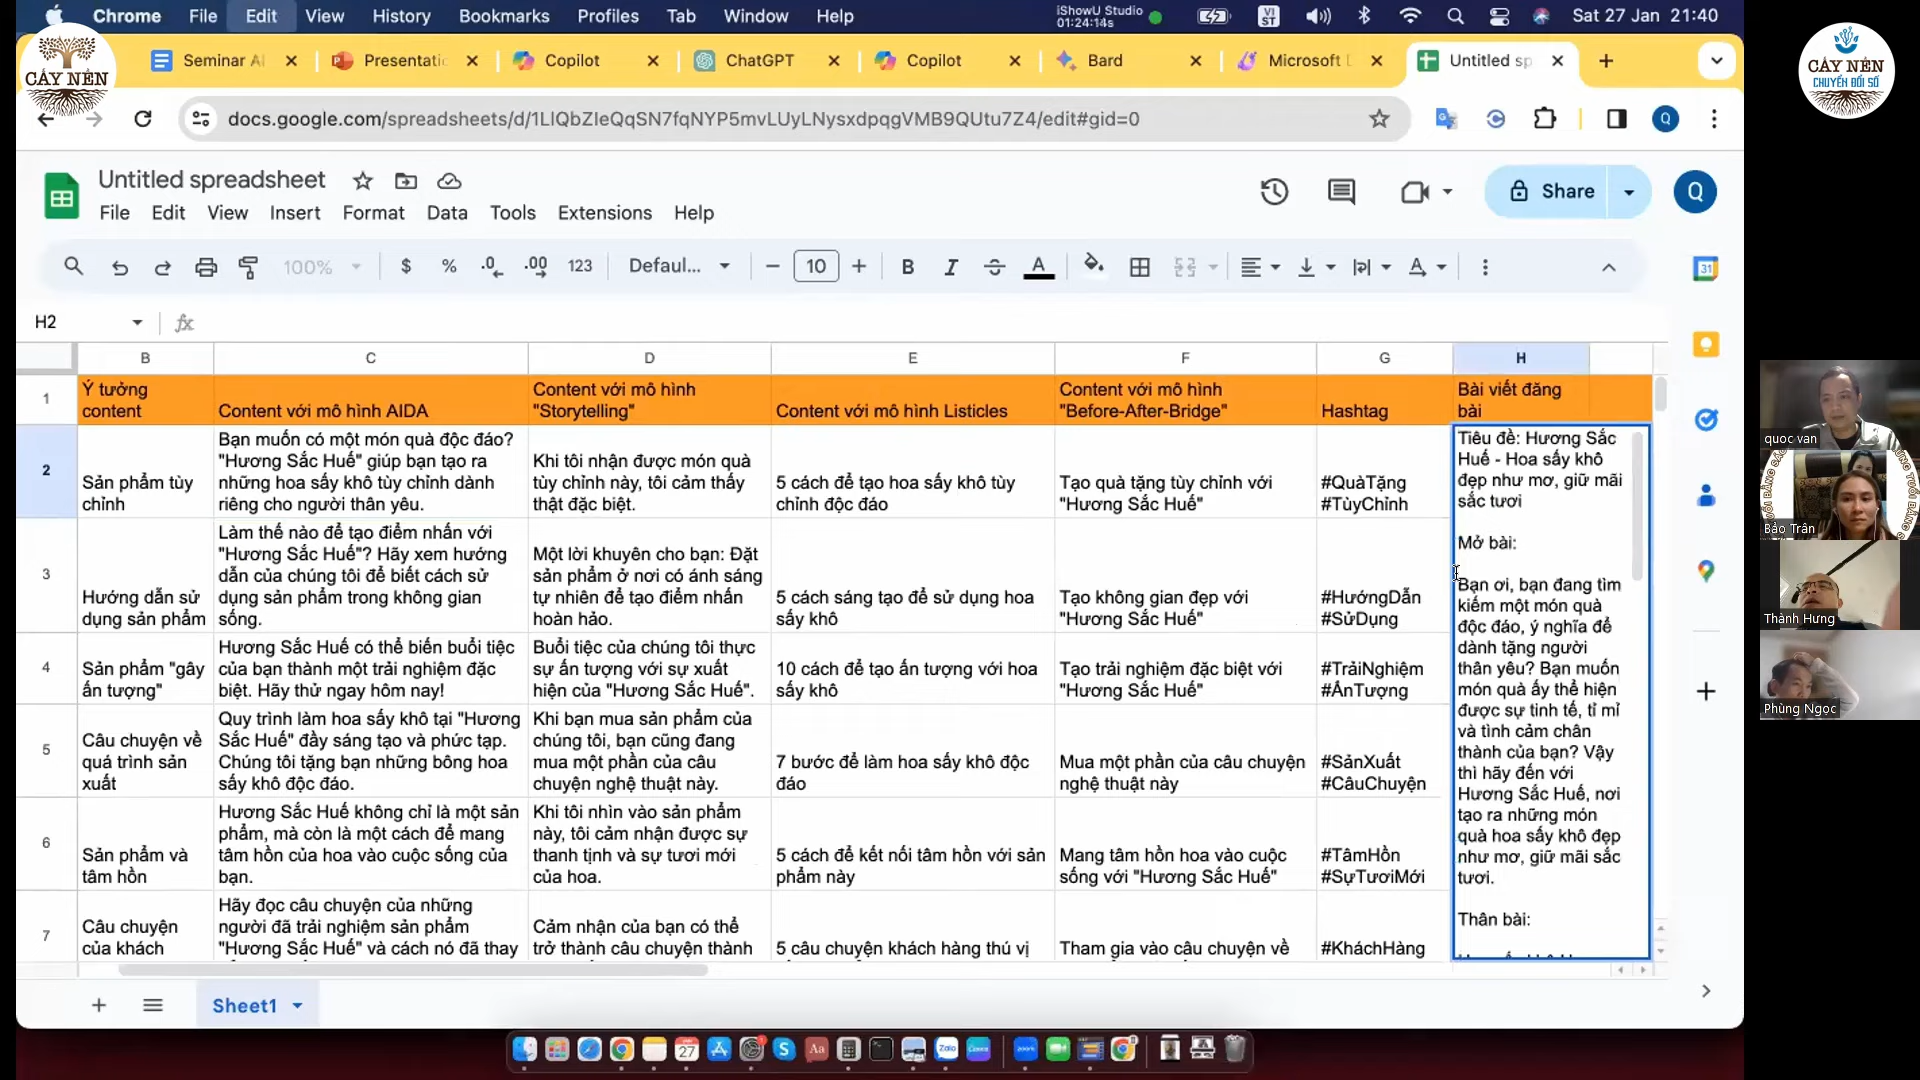 Chrome File Edit View History Bookmarks Profiles Tab Window Help
iShowU Studio
01:24:14s
VI
ST
Sat 27 Jan 21:40
CẤY NỀN
Seminar AI
Presentatio
Copilot
ChatGPT
Copilot
Bard
Microsoft
Untitled sp
CẤY NỀN
CHUYỂN ĐỔI SỐ
docs.google.com/spreadsheets/d/1LlQbZIeQqSN7fqNYP5mvLUyLNysxdpqgVMB9QUtu7Z4/edit#gid=0
Q
Untitled spreadsheet
File Edit View Insert Format Data Tools Extensions Help
Share
Q
100%
$ % .0 .00 123
Defaul...
10
B I A
31
H2
fx
B C D E F G H
1
Ý tưởng
content
Content với mô hình AIDA
Content với mô hình
"Storytelling"
Content với mô hình Listicles
Content với mô hình
"Before-After-Bridge"
Hashtag
Bài viết đăng
bài
2
Sản phẩm tùy
chỉnh
Bạn muốn có một món quà độc đáo?
"Hương Sắc Huế" giúp bạn tạo ra
những hoa sấy khô tùy chỉnh dành
riêng cho người thân yêu.
Khi tôi nhận được món quà
tùy chỉnh này, tôi cảm thấy
thật đặc biệt.
5 cách để tạo hoa sấy khô tùy
chỉnh độc đáo
Tạo quà tặng tùy chỉnh với
"Hương Sắc Huế"
#QuàTặng
#TùyChỉnh
Tiêu đề: Hương Sắc
Huế - Hoa sấy khô
đẹp như mơ, giữ mãi
sắc tươi
Mở bài:
Bạn ơi, bạn đang tìm
kiếm một món quà
độc đáo, ý nghĩa để
dành tặng người
thân yêu? Bạn muốn
món quà ấy thể hiện
được sự tinh tế, tỉ mỉ
và tình cảm chân
thành của bạn? Vậy
thì hãy đến với
Hương Sắc Huế, nơi
tạo ra những món
quà hoa sấy khô đẹp
như mơ, giữ mãi sắc
tươi.
Thân bài:
3
Hướng dẫn sử
dụng sản phẩm
Làm thế nào để tạo điểm nhấn với
"Hương Sắc Huế"? Hãy xem hướng
dẫn của chúng tôi để biết cách sử
dụng sản phẩm trong không gian
sống.
Một lời khuyên cho bạn: Đặt
sản phẩm ở nơi có ánh sáng
tự nhiên để tạo điểm nhấn
hoàn hảo.
5 cách sáng tạo để sử dụng hoa
sấy khô
Tạo không gian đẹp với
"Hương Sắc Huế"
#HướngDẫn
#SửDụng
4
Sản phẩm "gây
ấn tượng"
Hương Sắc Huế có thể biến buổi tiệc
của bạn thành một trải nghiệm đặc
biệt. Hãy thử ngay hôm nay!
Buổi tiệc của chúng tôi thực
sự ấn tượng với sự xuất
hiện của "Hương Sắc Huế".
10 cách để tạo ấn tượng với hoa
sấy khô
Tạo trải nghiệm đặc biệt với
"Hương Sắc Huế"
#TrảiNghiệm
#ẤnTượng
5
Câu chuyện về
quá trình sản
xuất
Quy trình làm hoa sấy khô tại "Hương
Sắc Huế" đầy sáng tạo và phức tạp.
Chúng tôi tặng bạn những bông hoa
sấy khô độc đáo.
Khi bạn mua sản phẩm của
chúng tôi, bạn cũng đang
mua một phần của câu
chuyện nghệ thuật này.
7 bước để làm hoa sấy khô độc
đáo
Mua một phần của câu chuyện
nghệ thuật này
#SảnXuất
#CâuChuyện
6
Sản phẩm và
tâm hồn
Hương Sắc Huế không chỉ là một sản
phẩm, mà còn là một cách để mang
tâm hồn của hoa vào cuộc sống của
bạn.
Khi tôi nhìn vào sản phẩm
này, tôi cảm nhận được sự
thanh tịnh và sự tươi mới
của hoa.
5 cách để kết nối tâm hồn với sản
phẩm này
Mang tâm hồn hoa vào cuộc
sống với "Hương Sắc Huế"
#TâmHồn
#SựTươiMới
7
Câu chuyện
của khách
Hãy đọc câu chuyện của những
người đã trải nghiệm sản phẩm
"Hương Sắc Huế" và cách nó đã thay
Cảm nhận của bạn có thể
trở thành câu chuyện thành
5 câu chuyện khách hàng thú vị
Tham gia vào câu chuyện về
#KháchHàng
Sheet1
quoc van
Bảo Trân
Thành Hưng
Phùng Ngọc
27
Aa
Zalo
zoom